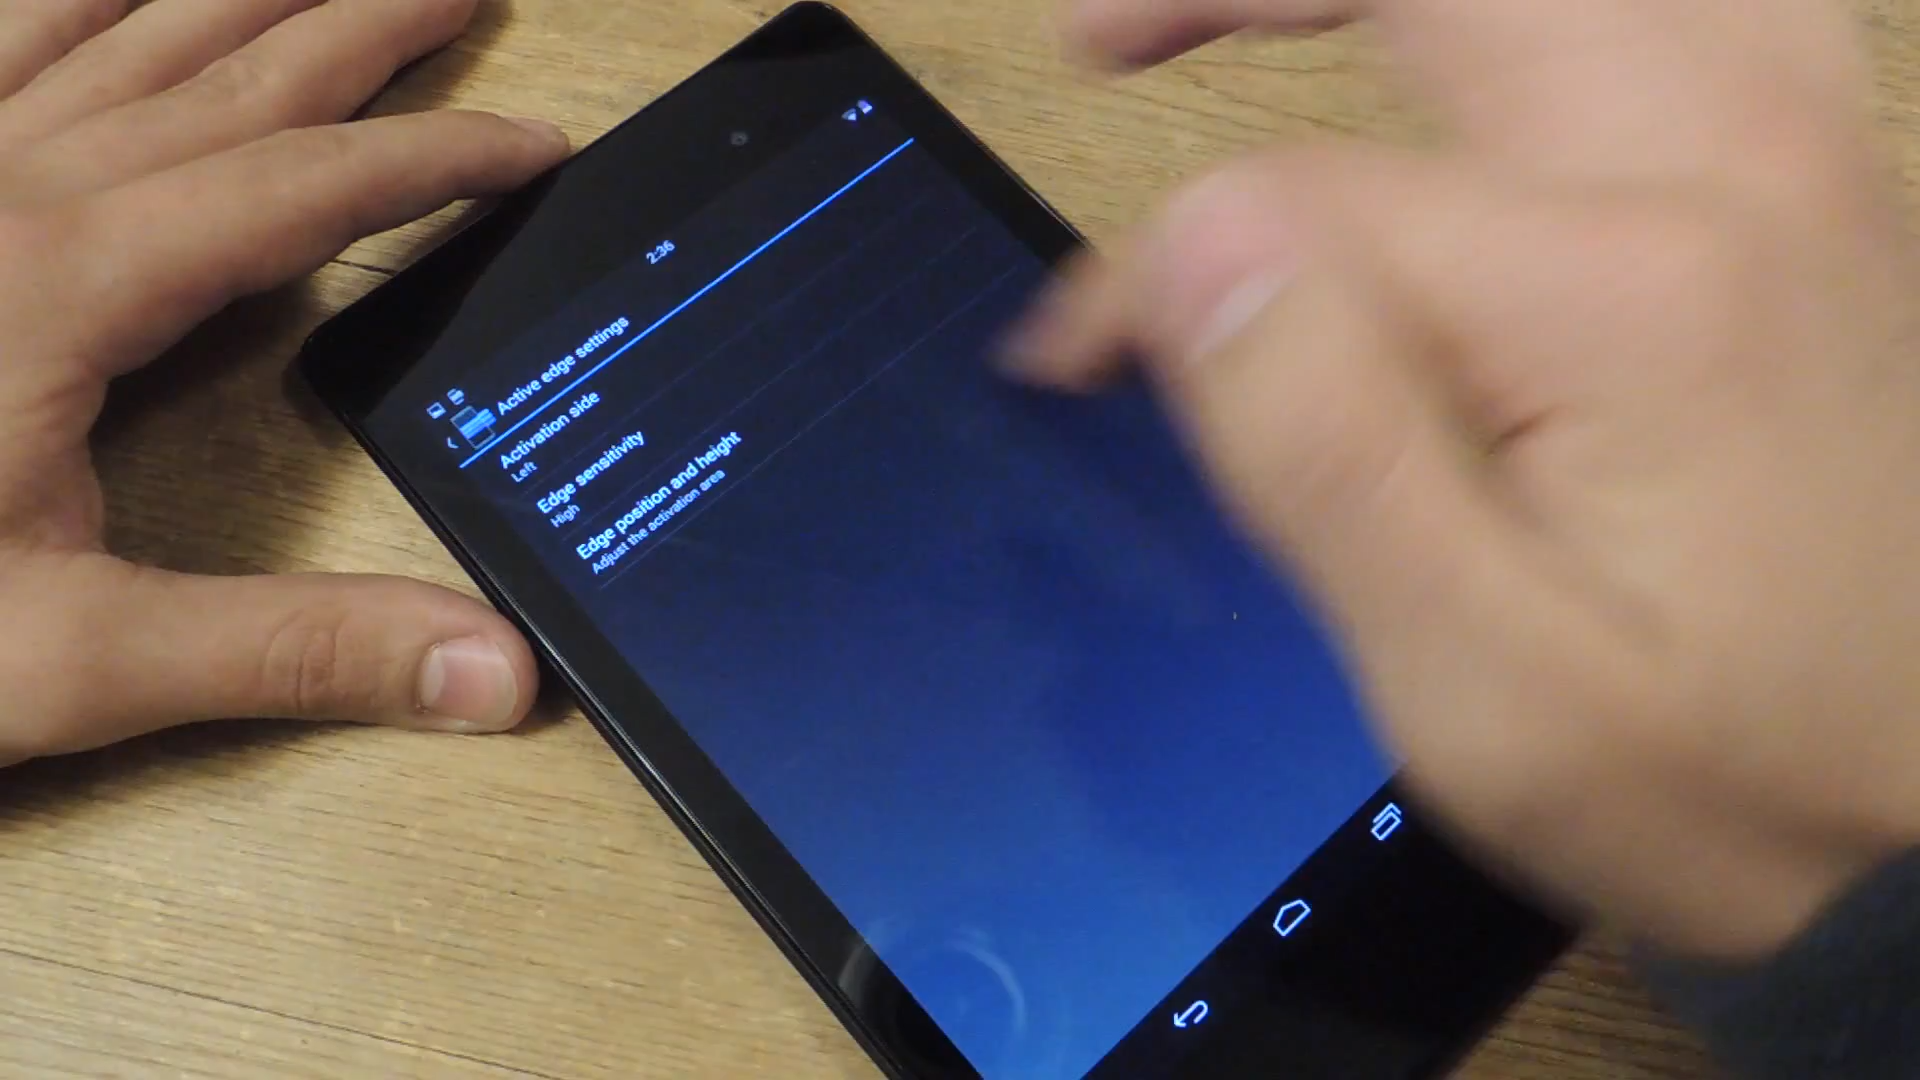 2:36
Active edge settings
Activation side
Left
Edge sensitivity
High
Edge position and height
Adjust the activation area